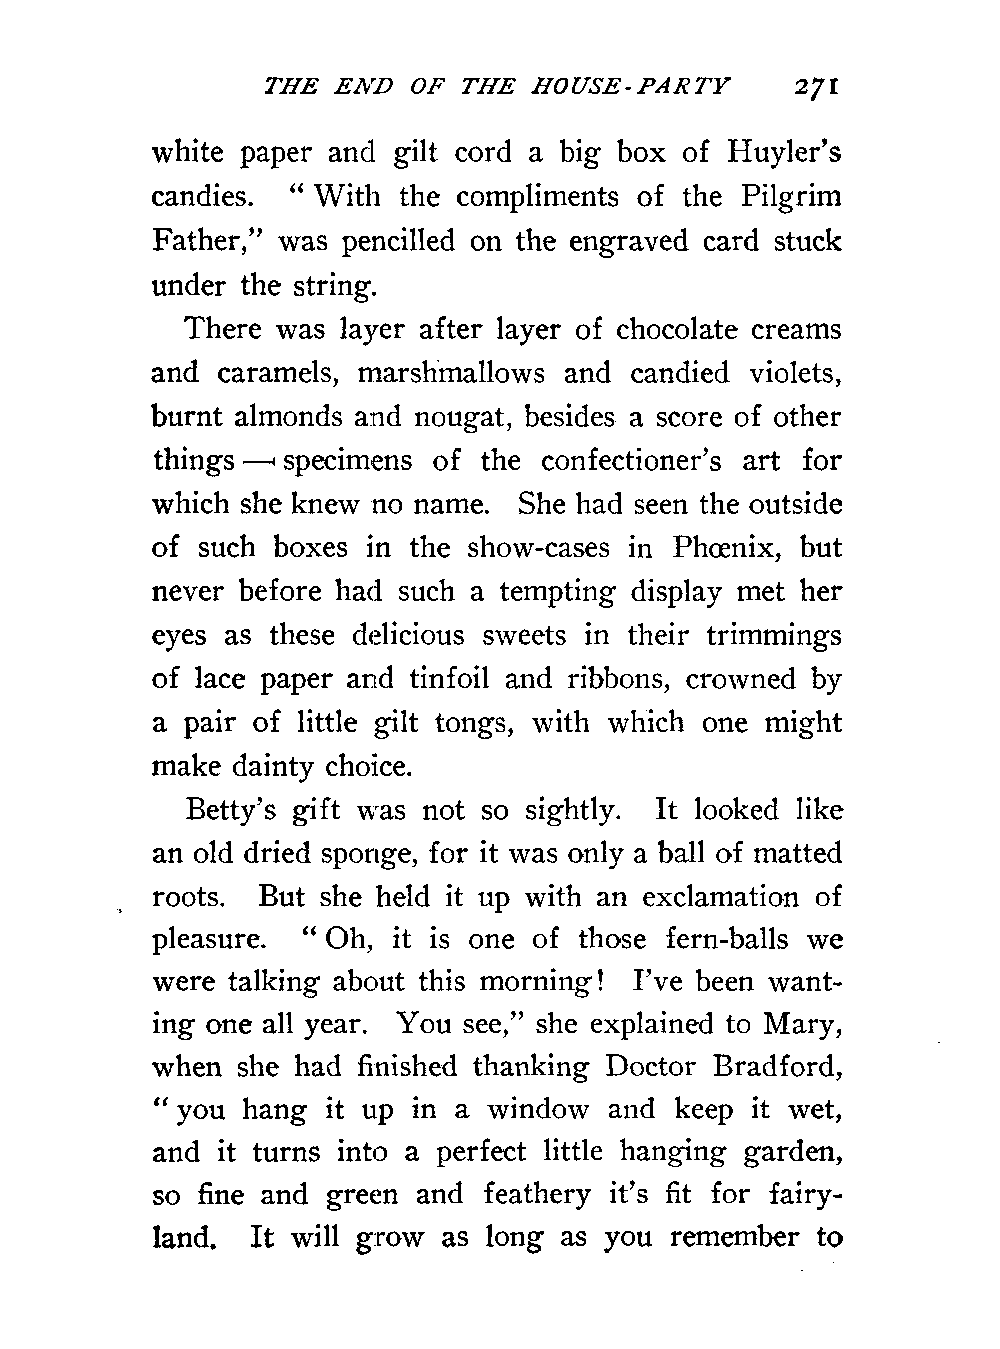 THE END OF THE HOUSE-PARTY 271
white paper and gilt cord a big box of Huyler's
candies. "With the compliments of the Pilgrim
Father," was pencilled on the engraved card stuck
under the string.
There was layer after layer of chocolate creams
and caramels, marshmallows and candied violets,
burnt almonds and nougat, besides a score of other
things — specimens of the confectioner's art for
which she knew no name. She had seen the outside
of such boxes in the show-cases in Phœnix, but
never before had such a tempting display met her
eyes as these delicious sweets in their trimmings
of lace paper and tinfoil and ribbons, crowned by
a pair of little gilt tongs, with which one might
make dainty choice.
Betty's gift was not so sightly. It looked like
an old dried sponge, for it was only a ball of matted
roots. But she held it up with an exclamation of
pleasure. "Oh, it is one of those fern-balls we
were talking about this morning! I've been want-
ing one all year. You see," she explained to Mary,
when she had finished thanking Doctor Bradford,
"you hang it up in a window and keep it wet,
and it turns into a perfect little hanging garden,
so fine and green and feathery it's fit for fairy-
land. It will grow as long as you remember to